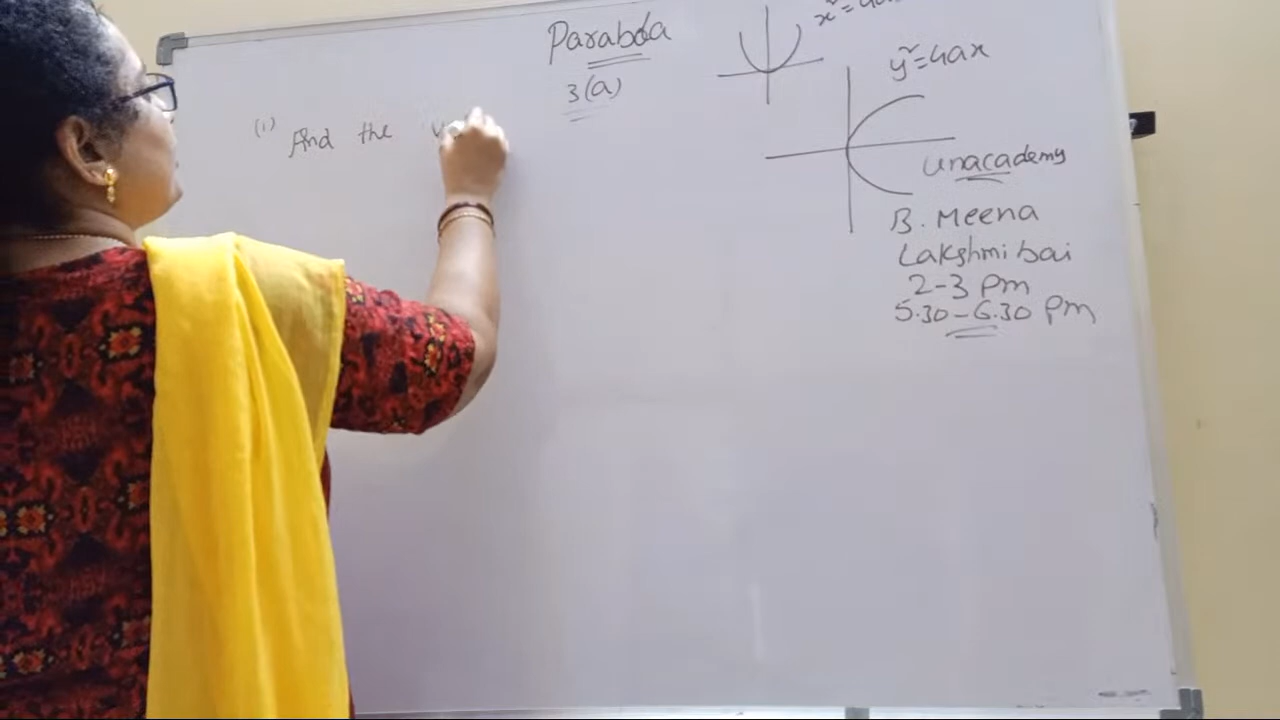 Parabola
3(a)
(1) Find the
y²=4ax
unacademy
B. Meena
Lakshmi bai
2-3 Pm
5.30-6.30 Pm